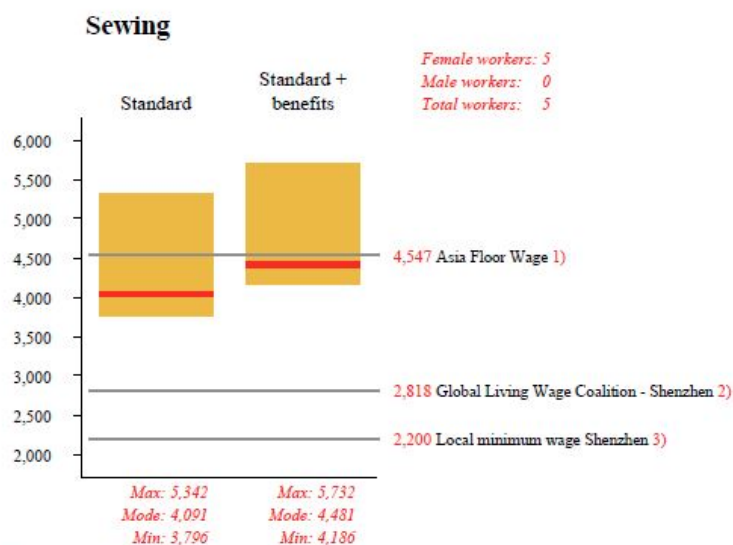 Sewing
Female workers: 5
Male workers: 0
Total workers: 5
Standard
Standard +
benefits
6,000
5,500
5,000
4,500
4,000
3,500
3,000
2,500
2,000
4,547 Asia Floor Wage 1)
2,818 Global Living Wage Coalition - Shenzhen 2)
2,200 Local minimum wage Shenzhen 3)
Max: 5,342
Mode: 4,091
Min: 3,796
Max: 5,732
Mode: 4,481
Min: 4,186